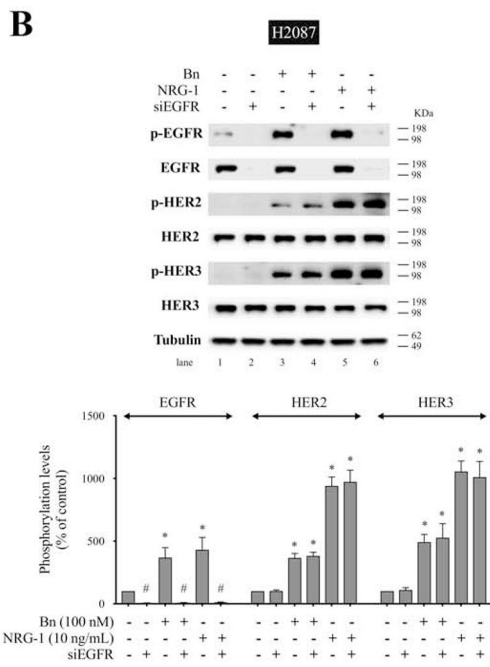 B
H2087
Bn - - + + - -
NRG-1 - - - - + +
siEGFR - + - + - +
KDa
p-EGFR 198 98
EGFR 198 98
p-HER2 198 98
HER2 198 98
p-HER3 198 98
HER3 198 98
Tubulin 62 49
lane 1 2 3 4 5 6
EGFR HER2 HER3
Phosphorylation levels
(% of control)
1500
1000
500
0
# * # * # * * * * * * * *
Bn (100 nM) - - + + - - - - + + - - - - + + - -
NRG-1 (10 ng/mL) - - - - + + - - - - + + - - - - + +
siEGFR - + - + - + - + - + - + - + - + - +